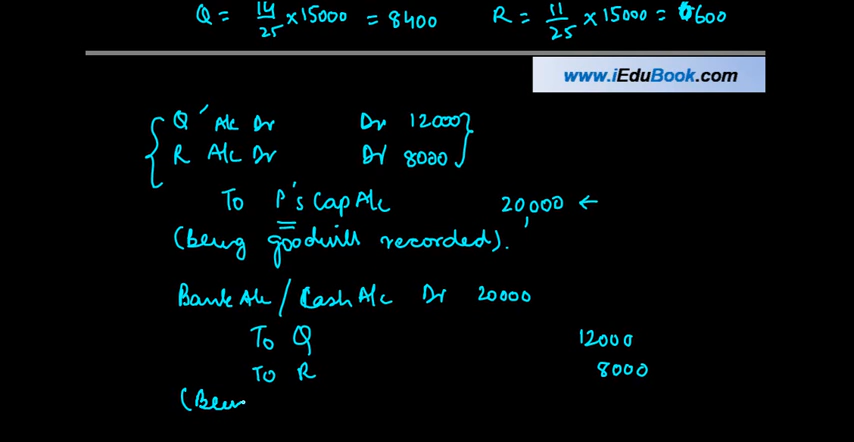 Q = 14/25 × 15000 = 8400 R = 11/25 × 15000 = 6600
www.iEduBook.com
Q' A/c Dr Dr 12000
R A/c Dr Dr 8000
To P's Cap A/c 20,000 ←
(Being goodwill recorded).
Bank A/c / Cash A/c Dr 20000
To Q 12000
To R 8000
(Bein